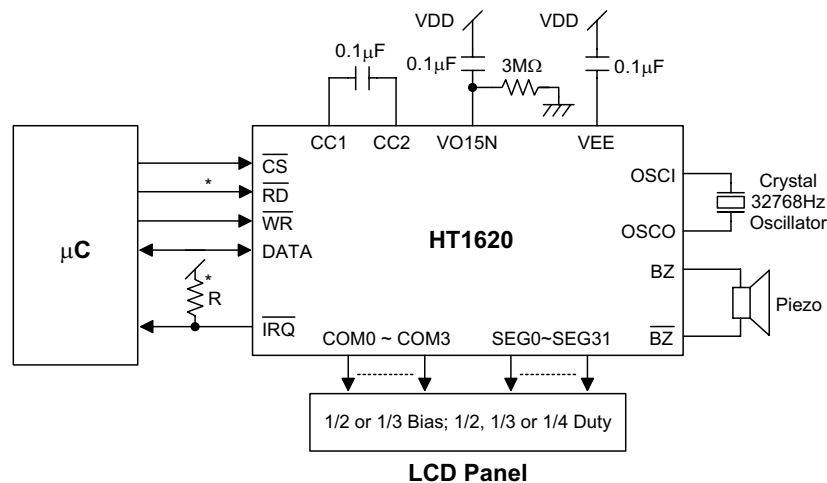 VDD
VDD
0.1μF
0.1μF
3MΩ
0.1μF
CC1
CC2
VO15N
VEE
CS
* RD
WR
DATA
μC
HT1620
OSCI
OSCO
Crystal
32768Hz
Oscillator
BZ
BZ
Piezo
*
R
IRQ
COM0 ~ COM3
SEG0~SEG31
1/2 or 1/3 Bias; 1/2, 1/3 or 1/4 Duty
LCD Panel